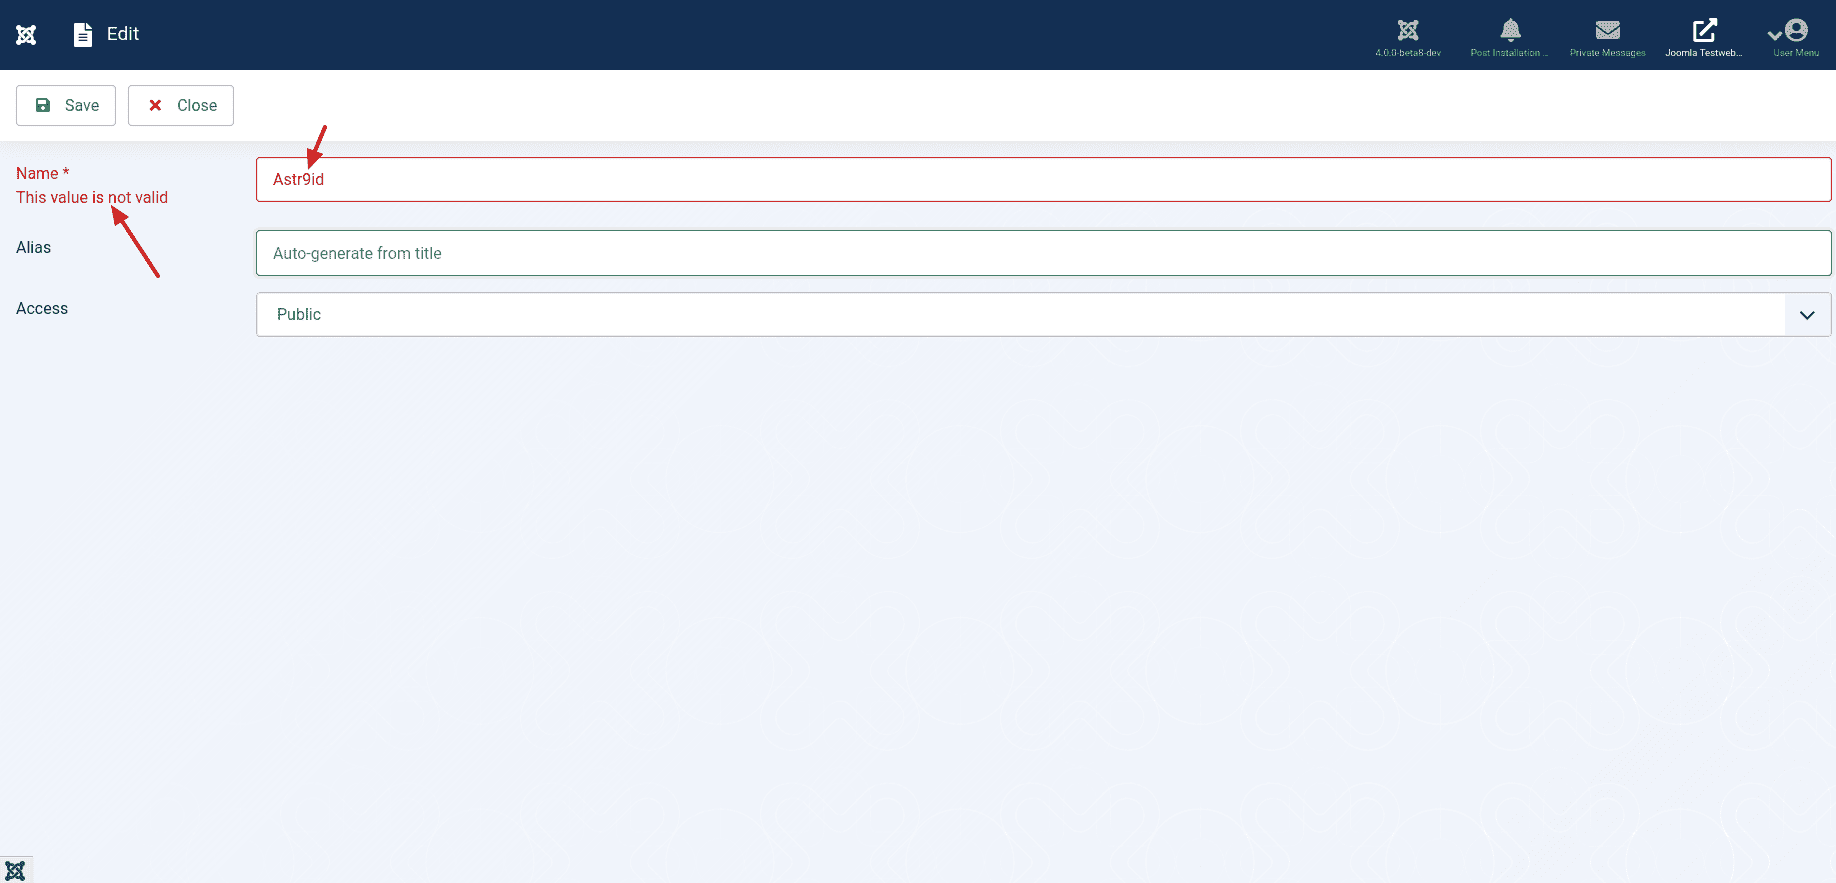 Edit
4.0.0-beta8-dev
Post Installation ...
Private Messages
Joomla Testweb...
User Menu
Save
Close
Name *
Astr9id
This value is not valid
Alias
Auto-generate from title
Access
Public